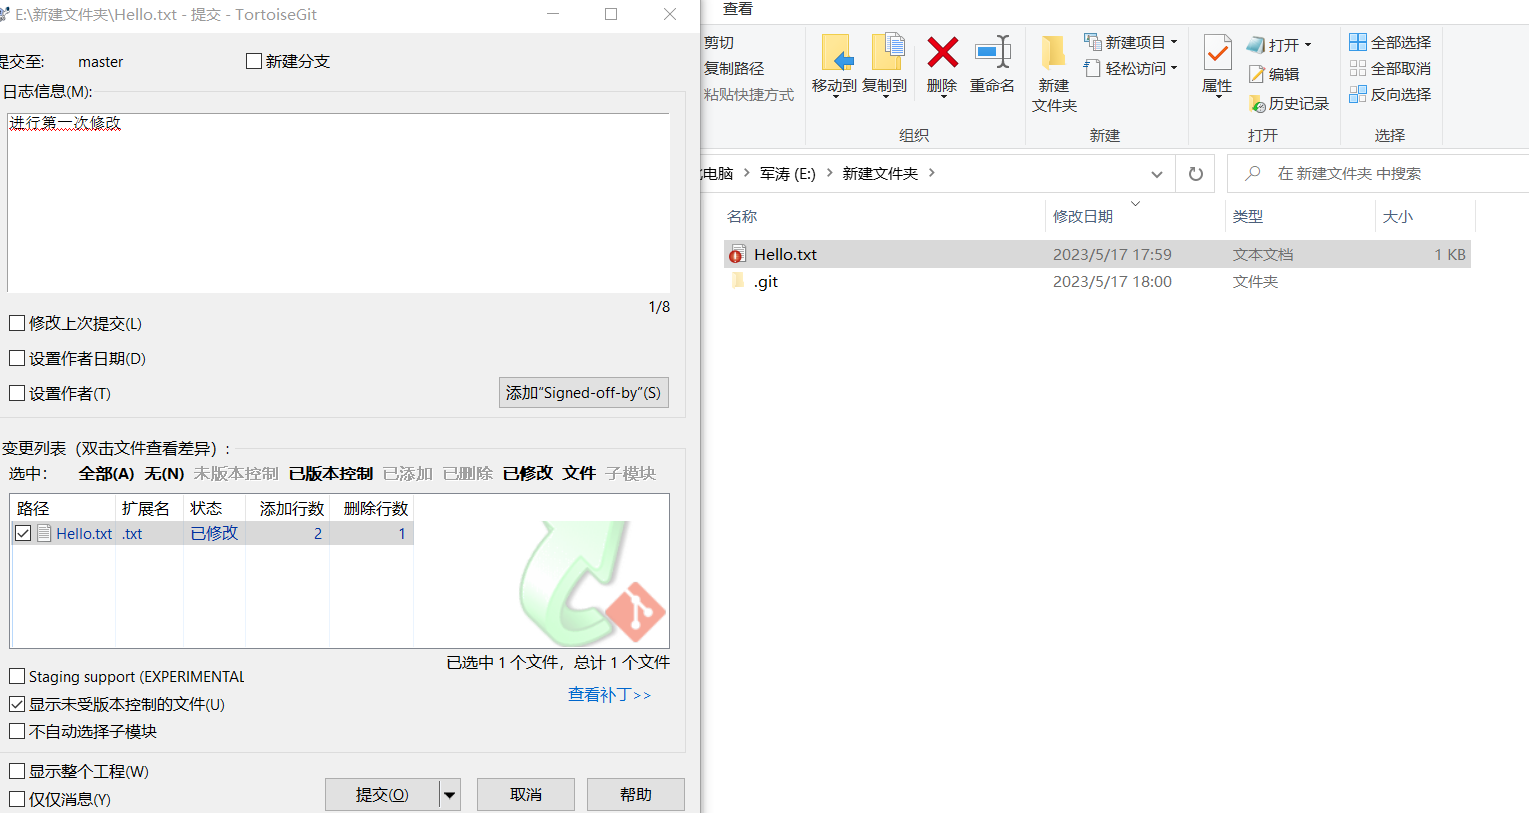 E:\新建文件夹\Hello.txt - 提交 - TortoiseGit
提交至:
master
新建分支
日志信息(M):
进行第一次修改
1/8
修改上次提交(L)
设置作者日期(D)
设置作者(T)
添加“Signed-off-by”(S)
变更列表（双击文件查看差异）:
选中: 全部(A) 无(N) 未版本控制 已版本控制 已添加 已删除 已修改 文件 子模块
路径 扩展名 状态 添加行数 删除行数
Hello.txt .txt 已修改 2 1
已选中 1 个文件，总计 1 个文件
Staging support (EXPERIMENTAL
查看补丁>>
显示未受版本控制的文件(U)
不自动选择子模块
显示整个工程(W)
仅仅消息(Y)
提交(O)
取消
帮助
查看
剪切
复制路径
粘贴快捷方式
移动到
复制到
删除
重命名
组织
新建
文件夹
新建项目
轻松访问
新建
属性
打开
编辑
历史记录
打开
全部选择
全部取消
反向选择
选择
电脑 > 军涛 (E:) > 新建文件夹 >
在 新建文件夹 中搜索
名称 修改日期 类型 大小
Hello.txt 2023/5/17 17:59 文本文档 1 KB
.git 2023/5/17 18:00 文件夹